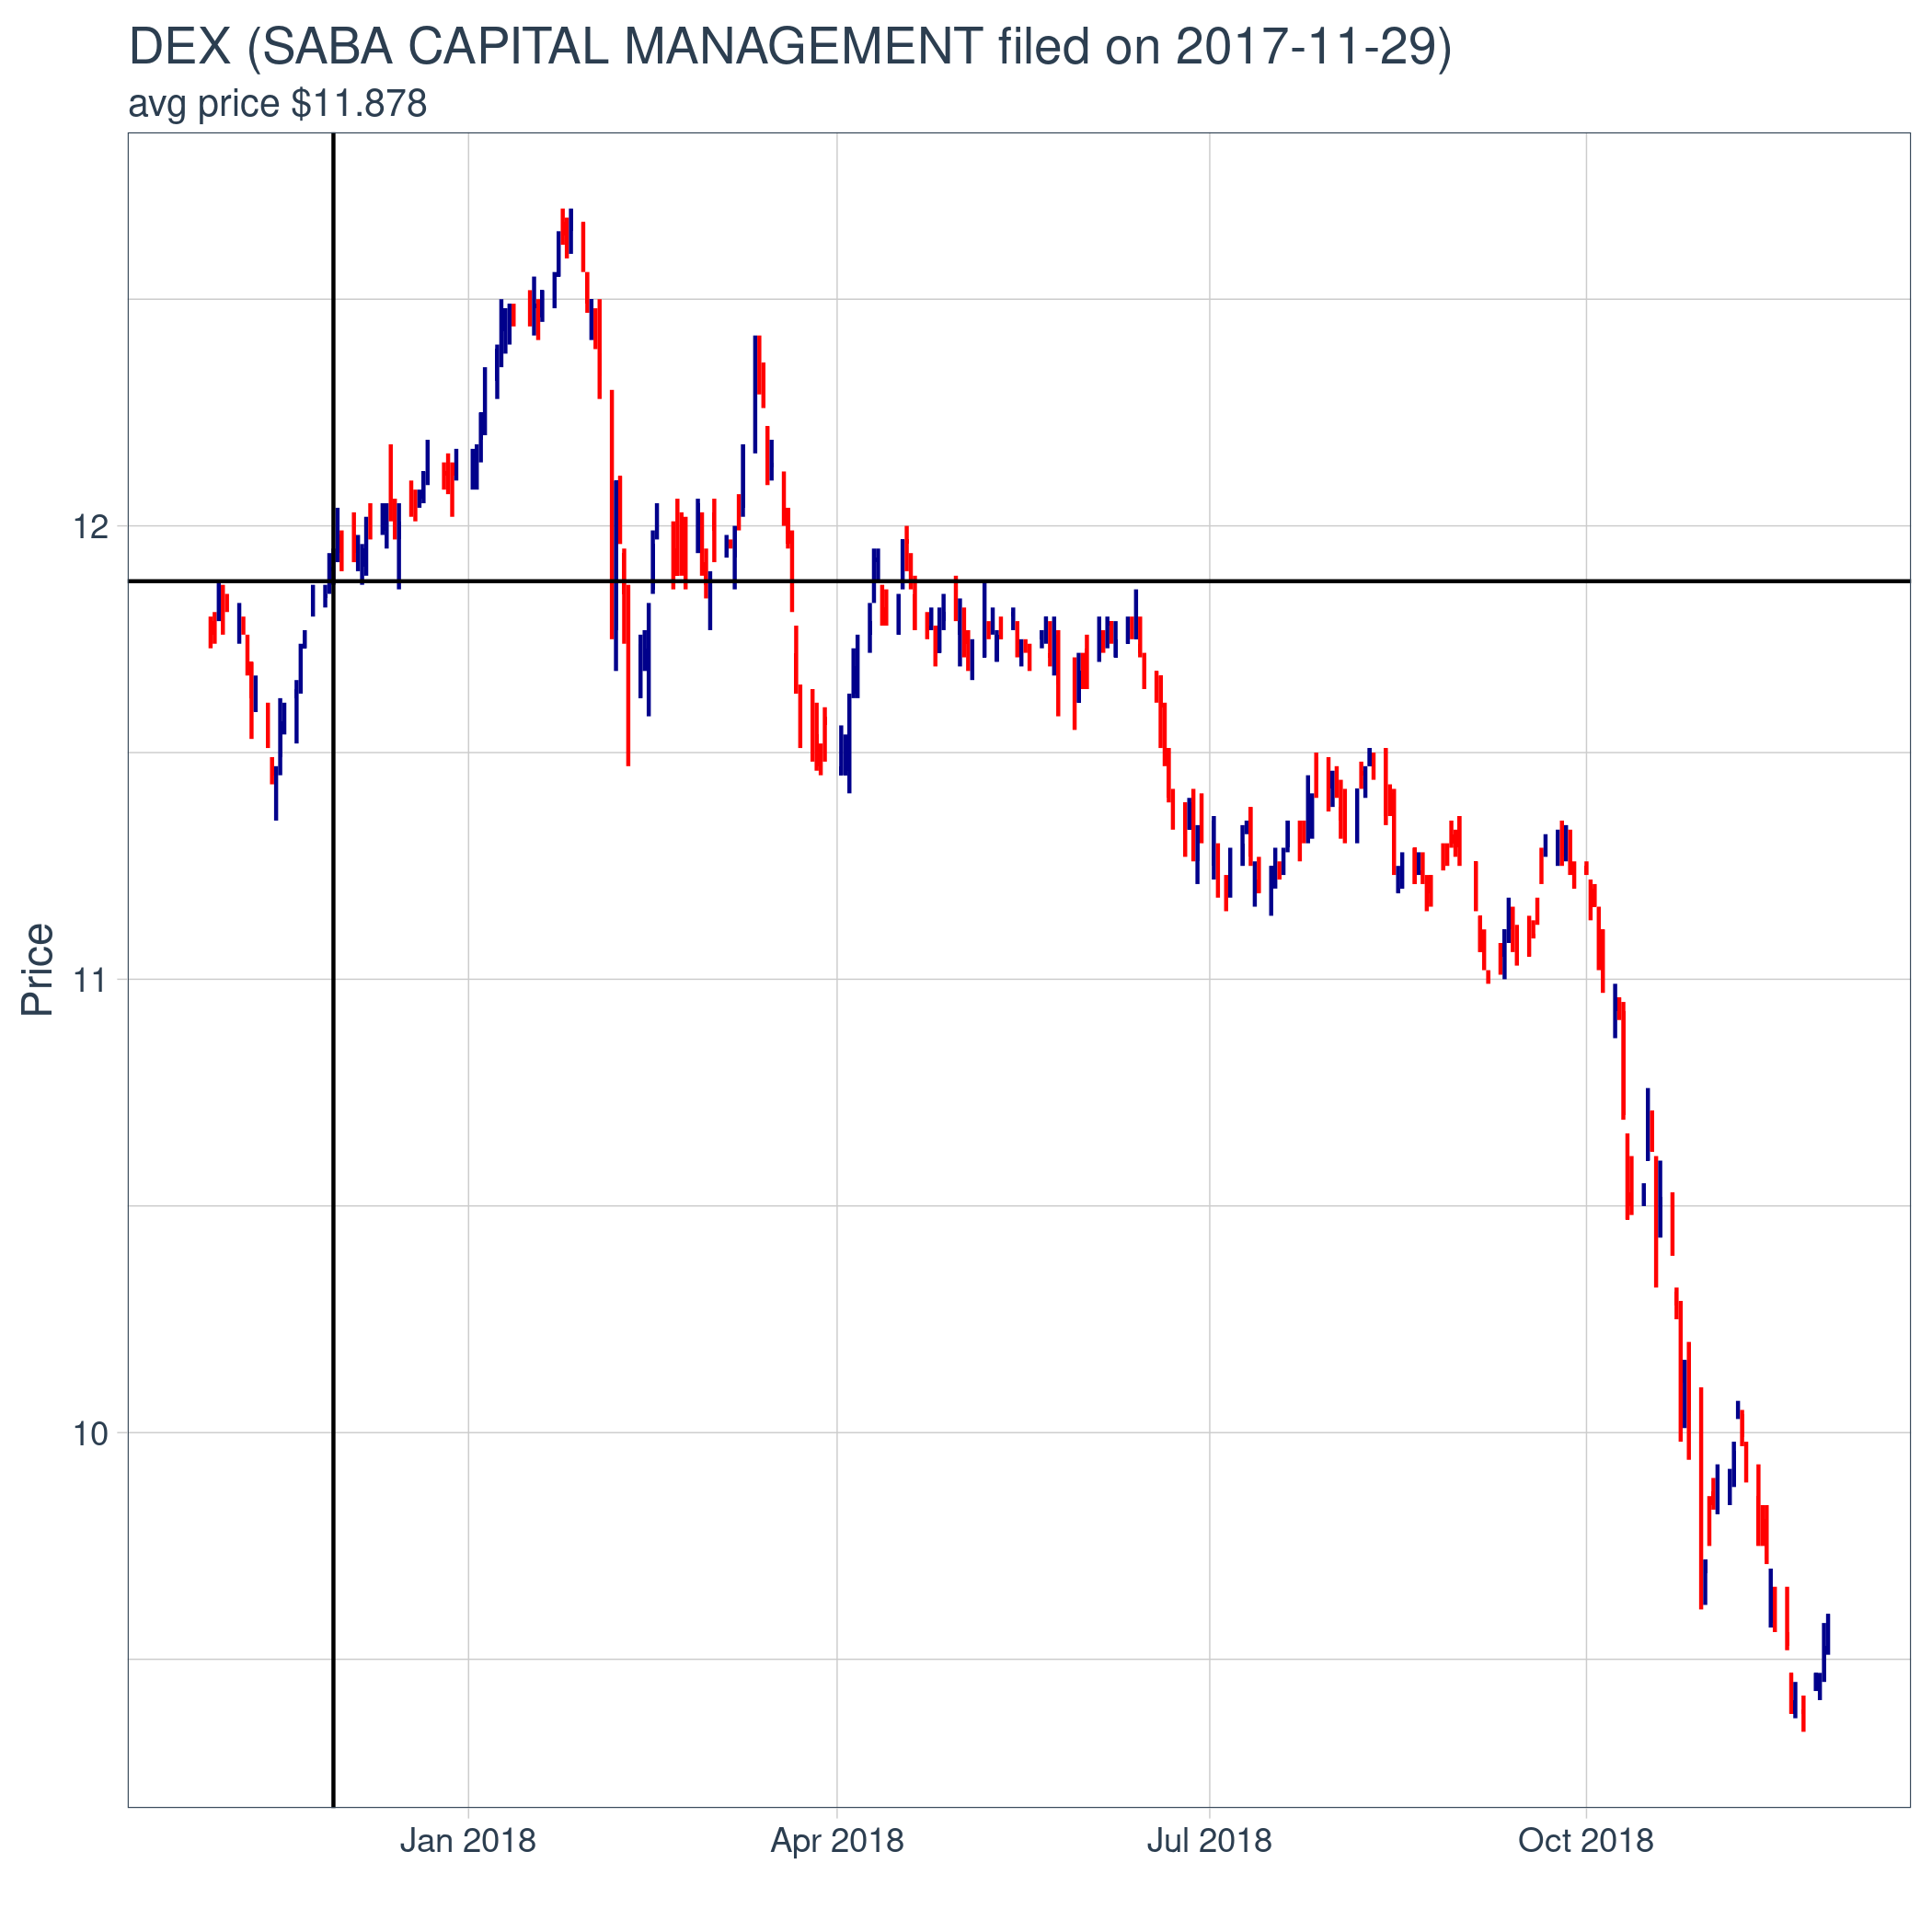 DEX (SABA CAPITAL MANAGEMENT filed on 2017-11-29)
avg price $11.878
12
11
10
Price
Jan 2018
Apr 2018
Jul 2018
Oct 2018